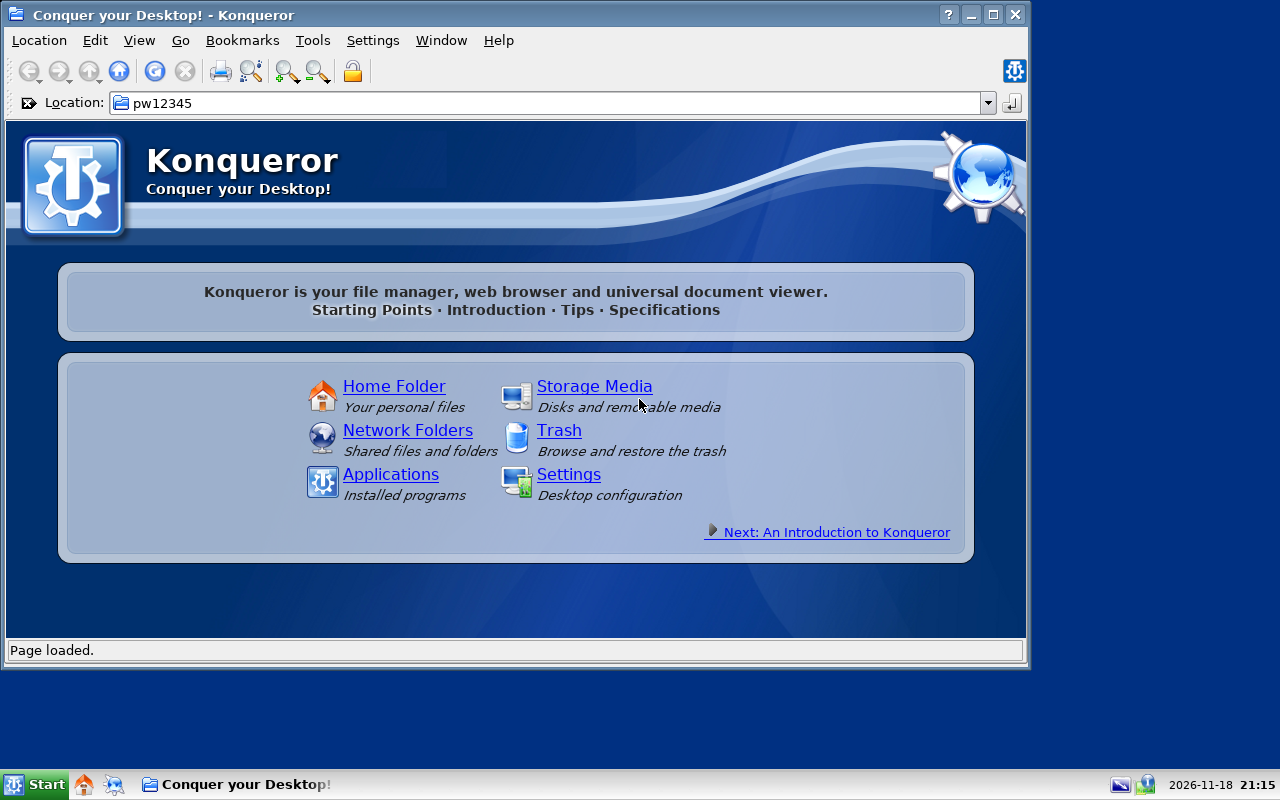 Conquer your Desktop! - Konqueror
Location Edit View Go Bookmarks Tools Settings Window Help
Location: pw12345
Konqueror
Conquer your Desktop!
Konqueror is your file manager, web browser and universal document viewer.
Starting Points · Introduction · Tips · Specifications
Home Folder
Your personal files
Storage Media
Disks and removable media
Network Folders
Shared files and folders
Trash
Browse and restore the trash
Applications
Installed programs
Settings
Desktop configuration
Next: An Introduction to Konqueror
Page loaded.
Start Conquer your Desktop! 2026-11-18 21:15